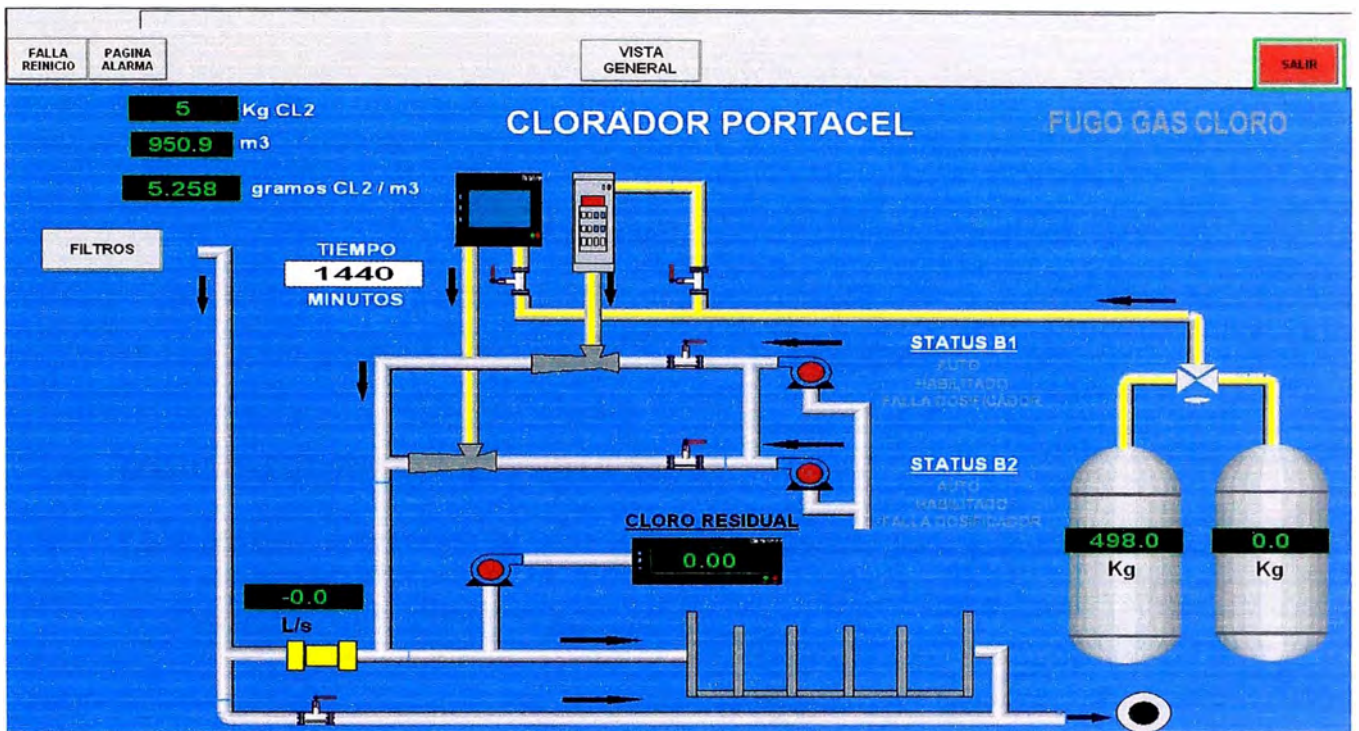 FALLA
REINICIO
PAGINA
ALARMA
VISTA
GENERAL
SALIR
5 Kg CL2
950.9 m3
5.258 gramos CL2 / m3
CLORADOR PORTACEL
FUGO GAS CLORO
FILTROS
TIEMPO
1440
MINUTOS
STATUS B1
AUTO
HABILITADO
FALLA DOSIFICADOR
STATUS B2
AUTO
HABILITADO
FALLA DOSIFICADOR
CLORO RESIDUAL
0.00
498.0
Kg
0.0
Kg
-0.0
L/s